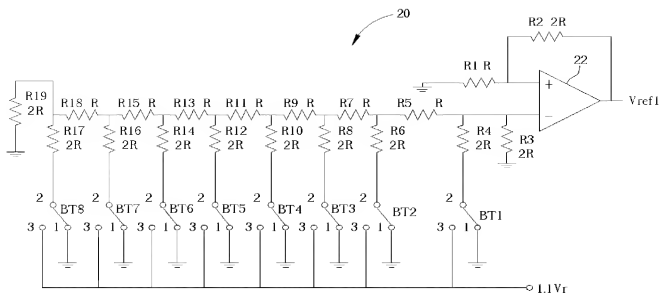 20
R2 2R
R1 R
22
R19
2R
R18 R
R15 R
R13 R
R11 R
R9 R
R7 R
R5 R
+
−
Vref1
R17
2R
R16
2R
R14
2R
R12
2R
R10
2R
R8
2R
R6
2R
R4
2R
R3
2R
2 BT8
3 1
2 BT7
3 1
2 BT6
3 1
2 BT5
3 1
2 BT4
3 1
2 BT3
3 1
2 BT2
3 1
2 BT1
3 1
1.1Vr